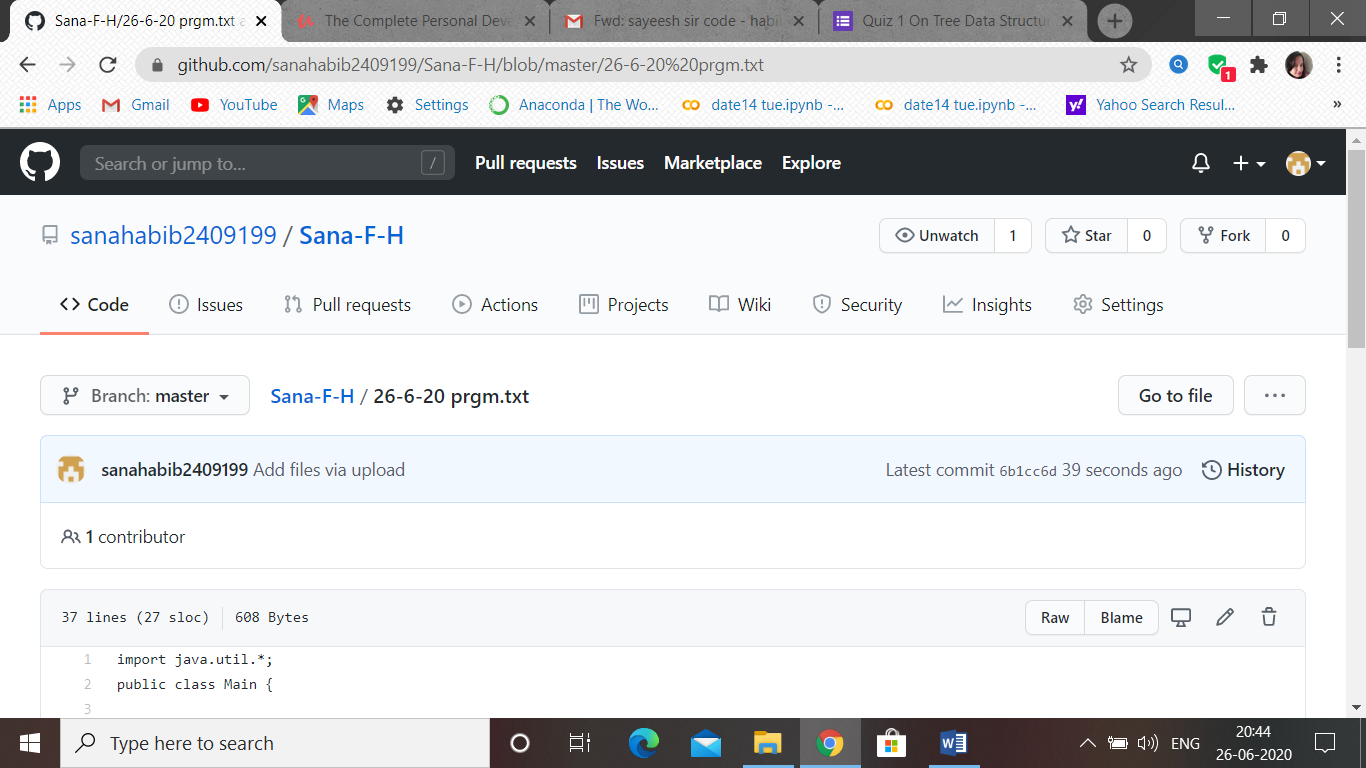 Sana-F-H/26-6-20 prgm.txt a
The Complete Personal Deve
Fwd: sayeesh sir code - habib
Quiz 1 On Tree Data Structu
github.com/sanahabib2409199/Sana-F-H/blob/master/26-6-20%20prgm.txt
1
Apps
Gmail
YouTube
Maps
Settings
Anaconda | The Wo...
date14 tue.ipynb -...
date14 tue.ipynb -...
Yahoo Search Resul...
»
Search or jump to...
/
Pull requests
Issues
Marketplace
Explore
sanahabib2409199 / Sana-F-H
Unwatch 1
Star 0
Fork 0
Code
Issues
Pull requests
Actions
Projects
Wiki
Security
Insights
Settings
Branch: master
Sana-F-H / 26-6-20 prgm.txt
Go to file
...
sanahabib2409199 Add files via upload
Latest commit 6b1cc6d 39 seconds ago
History
1 contributor
37 lines (27 sloc) 608 Bytes
Raw
Blame
1 import java.util.*;
2 public class Main {
3
Type here to search
ENG
20:44
26-06-2020